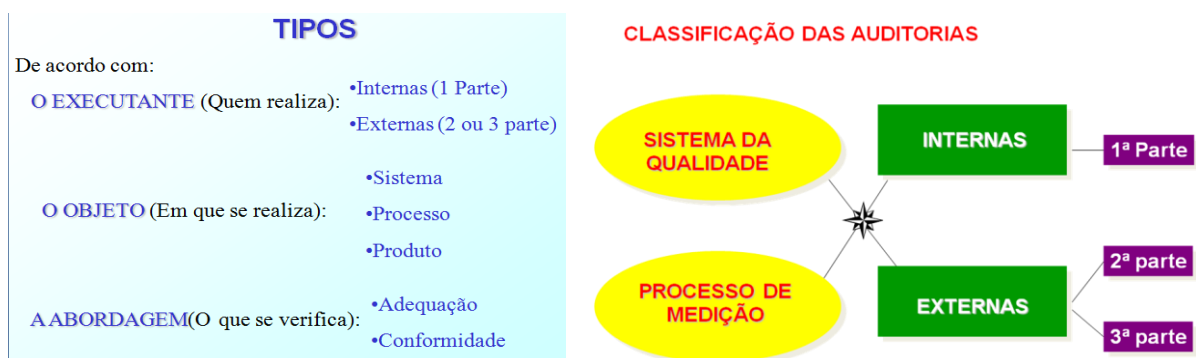 TIPOS
De acordo com:
O EXECUTANTE (Quem realiza):
•Internas (1 Parte)
•Externas (2 ou 3 parte)
O OBJETO (Em que se realiza):
•Sistema
•Processo
•Produto
A ABORDAGEM(O que se verifica):
•Adequação
•Conformidade
CLASSIFICAÇÃO DAS AUDITORIAS
SISTEMA DA
QUALIDADE
INTERNAS
1ª Parte
PROCESSO DE
MEDIÇÃO
EXTERNAS
2ª parte
3ª parte